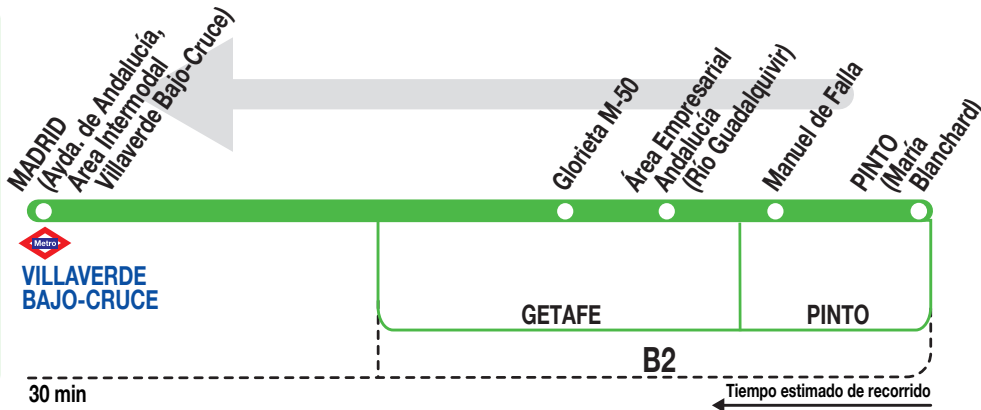 MADRID
(Avda. de Andalucía,
Área Intermodal
Villaverde Bajo-Cruce)
Glorieta M-50
Área Empresarial
Andalucía
(Río Guadalquivir)
Manuel de Falla
PINTO
(María
Blanchard)
Metro
VILLAVERDE
BAJO-CRUCE
GETAFE
PINTO
B2
30 min
Tiempo estimado de recorrido